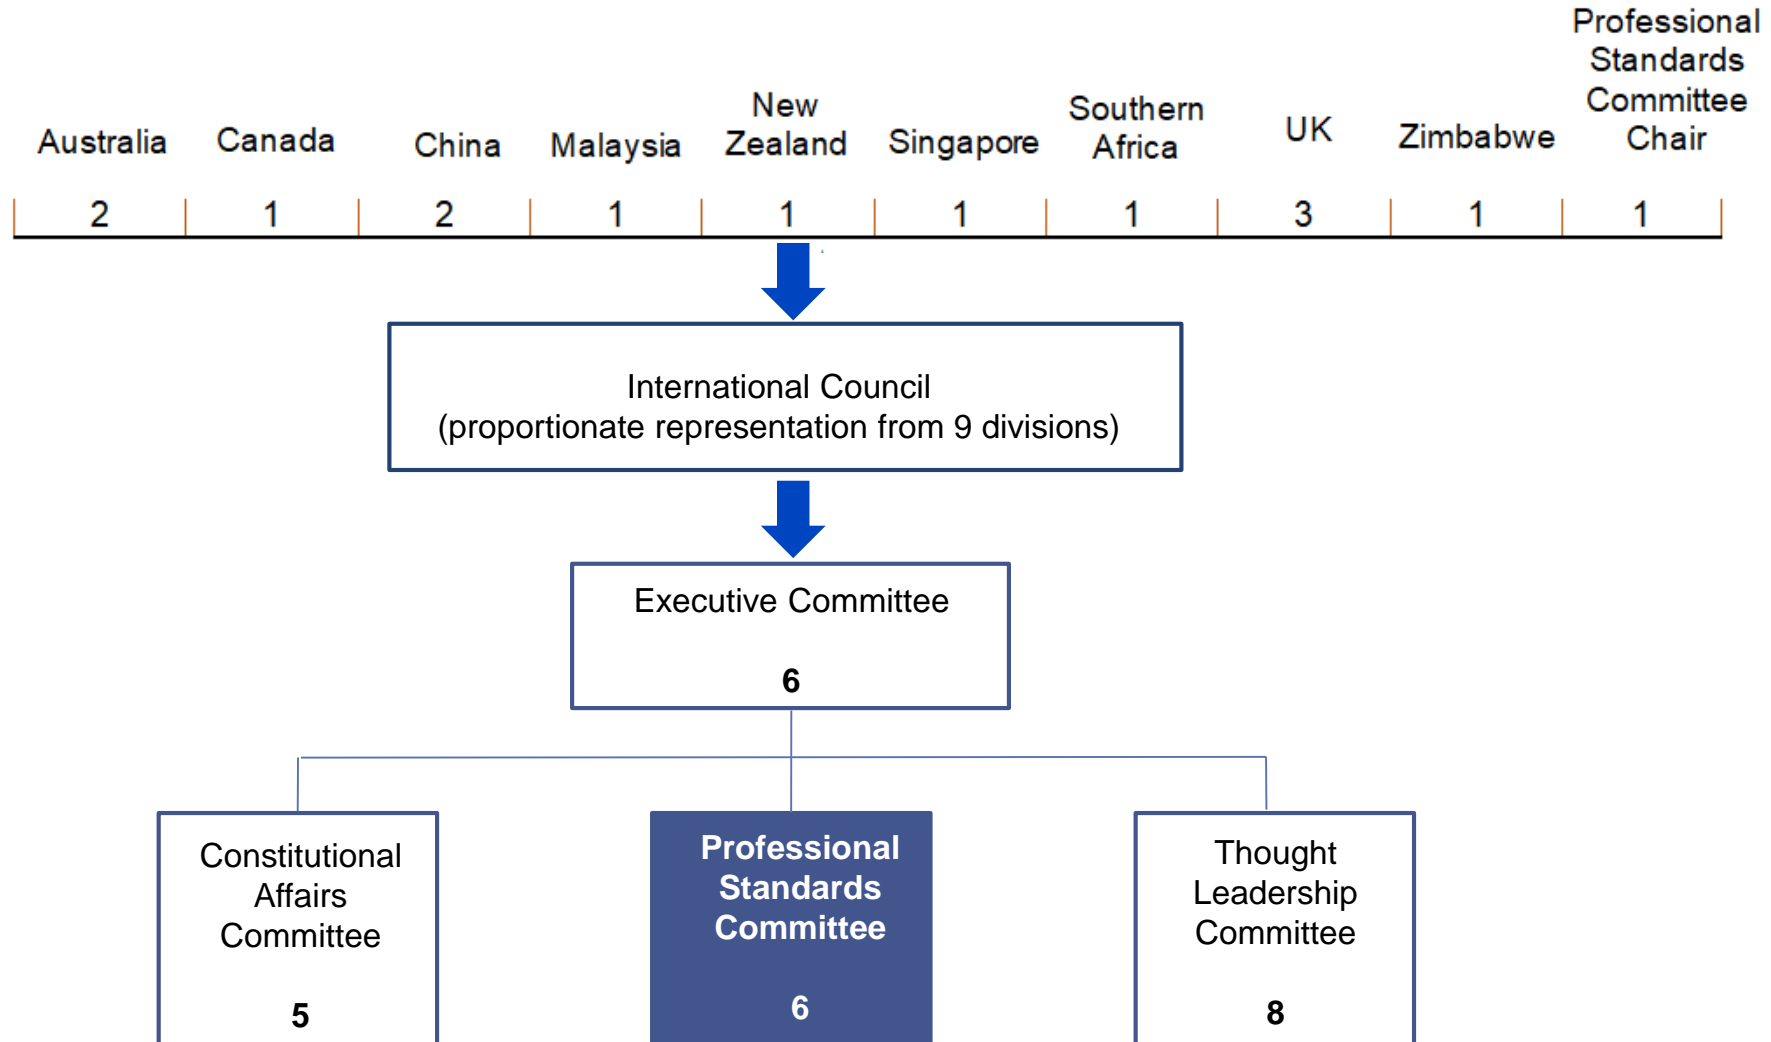 Australia
Canada
China
Malaysia
New
Zealand
Singapore
Southern
Africa
UK
Zimbabwe
Professional
Standards
Committee
Chair
2 1 2 1 1 1 1 3 1 1
International Council
(proportionate representation from 9 divisions)
Executive Committee
6
Constitutional
Affairs
Committee
5
Professional
Standards
Committee
6
Thought
Leadership
Committee
8